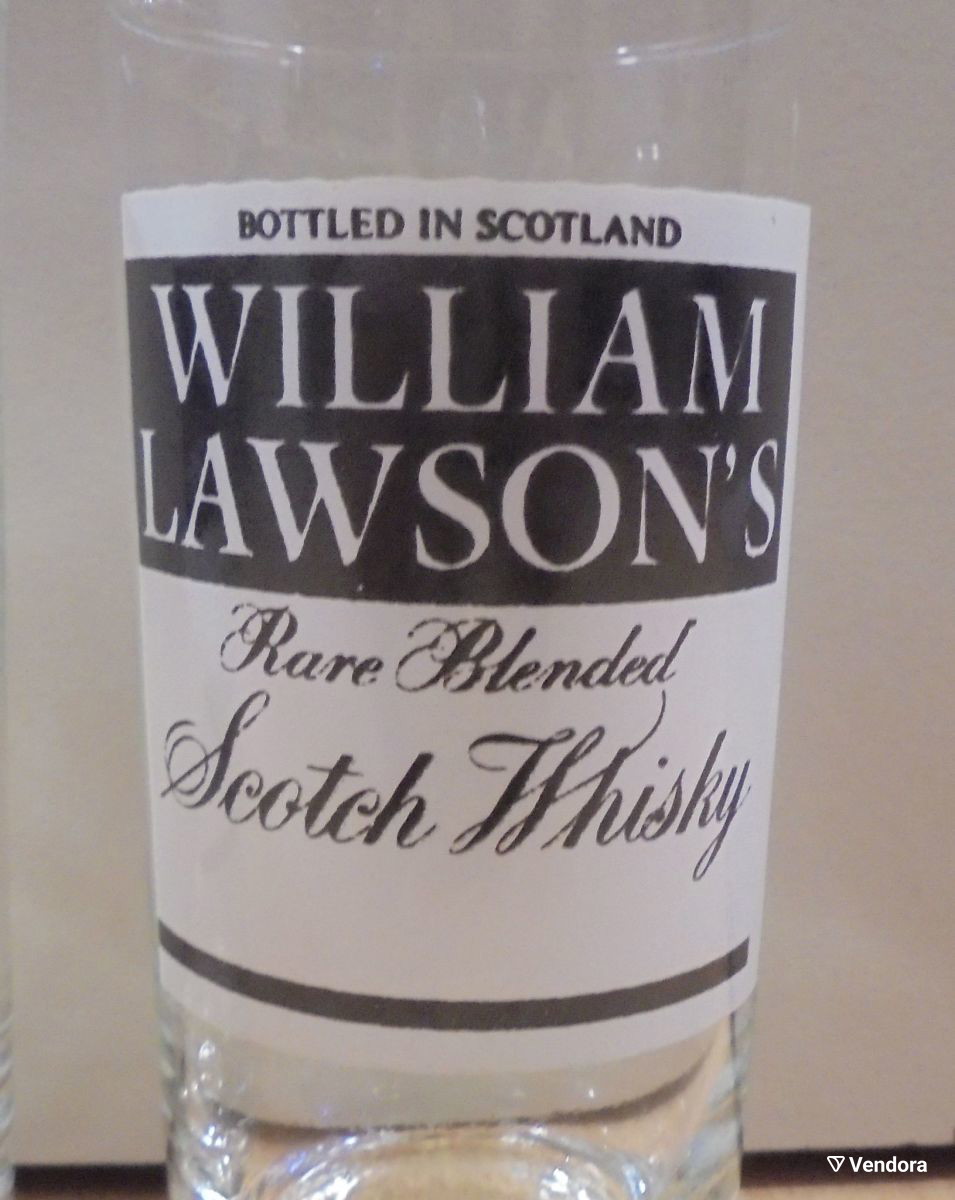 BOTTLED IN SCOTLAND
WILLIAM
LAWSON'S
Rare Blended
Scotch Whisky
Vendora